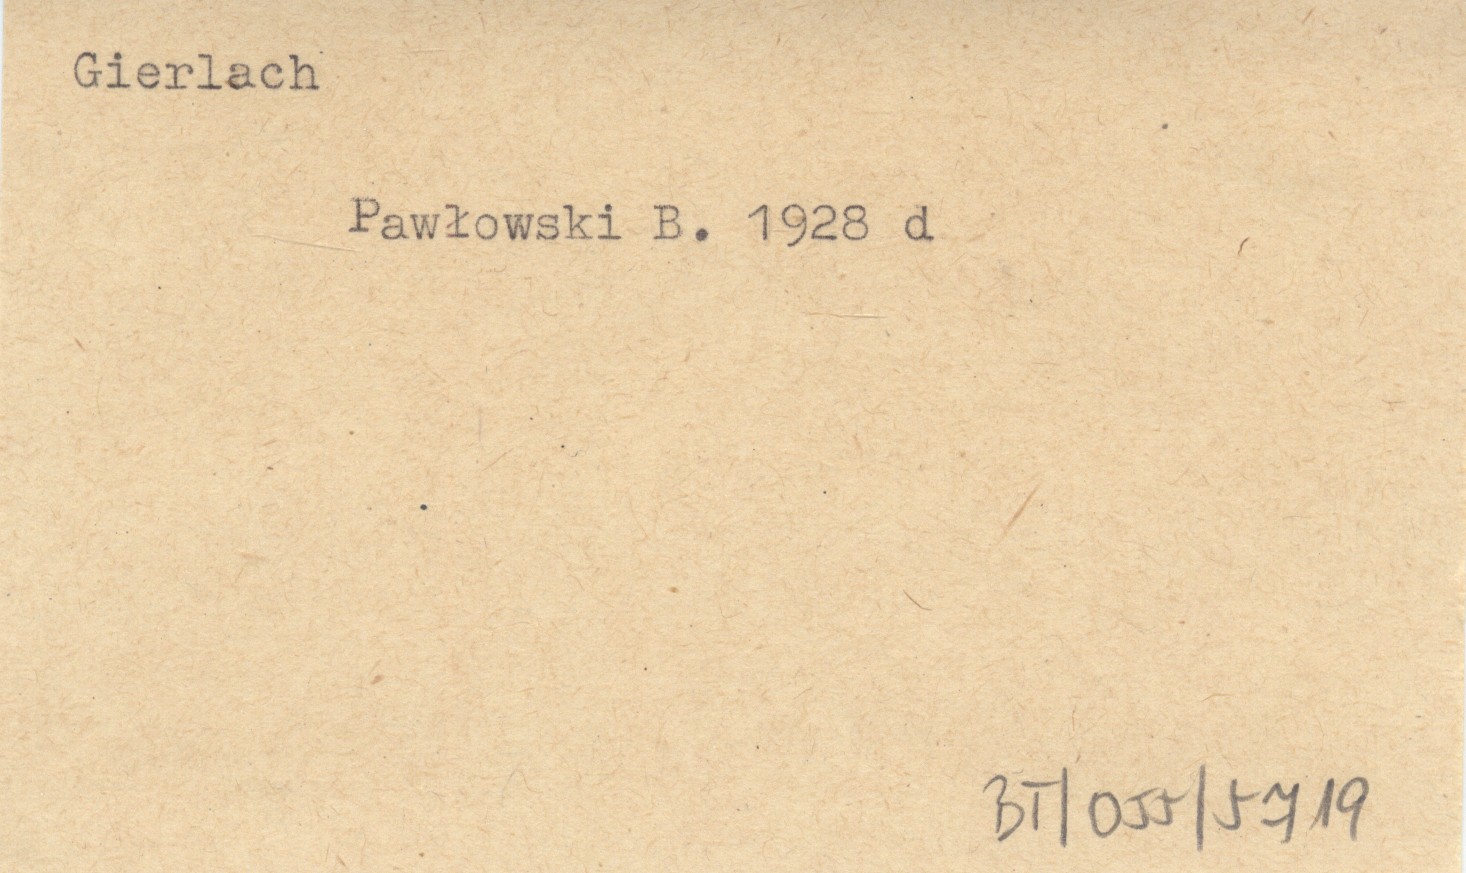 Gierlach
Pawłowski B. 1928 d
BT/055/5719